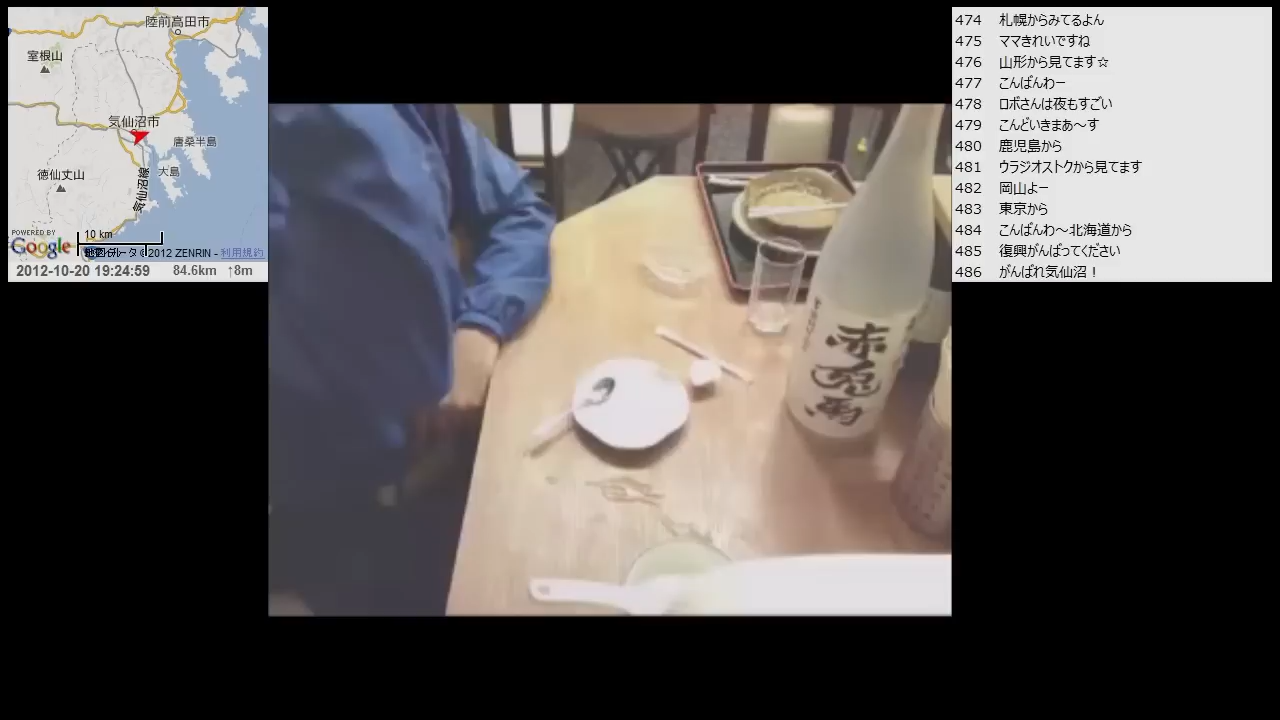 陸前高田市
室根山
気仙沼市
唐桑半島
大島
徳仙丈山
気仙沼線
POWERED BY
Google
10 km
2012 ZENRIN - 利用規約
2012-10-20 19:24:59 84.6km ↑8m
474 札幌からみてるよん
475 ママきれいですね
476 山形から見てます☆
477 こんばんわー
478 ロボさんは夜もすごい
479 こんどいきまあ～す
480 鹿児島から
481 ウラジオストクから見てます
482 岡山よー
483 東京から
484 こんばんわ～北海道から
485 復興がんばってください
486 がんばれ気仙沼！
赤兎馬